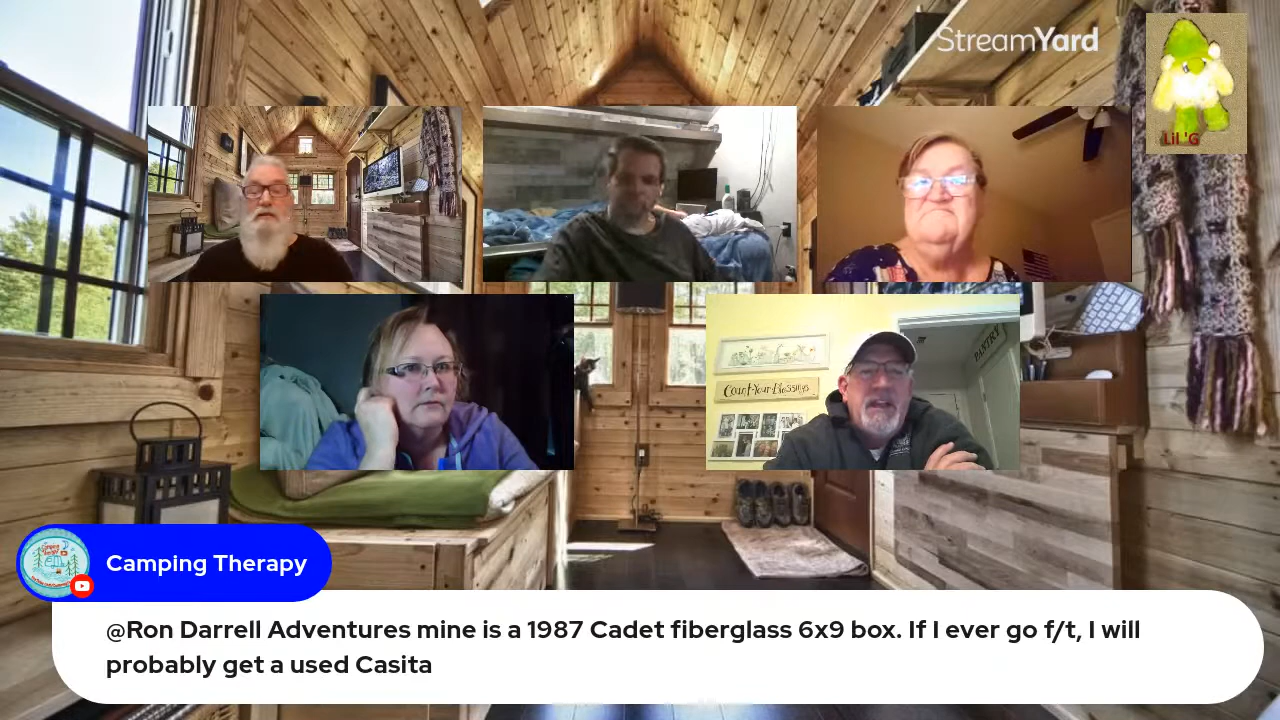 StreamYard
LiL 'G
PANTRY
Count Your Blessings
Camping Therapy
@Ron Darrell Adventures mine is a 1987 Cadet fiberglass 6x9 box. If I ever go f/t, I will
probably get a used Casita